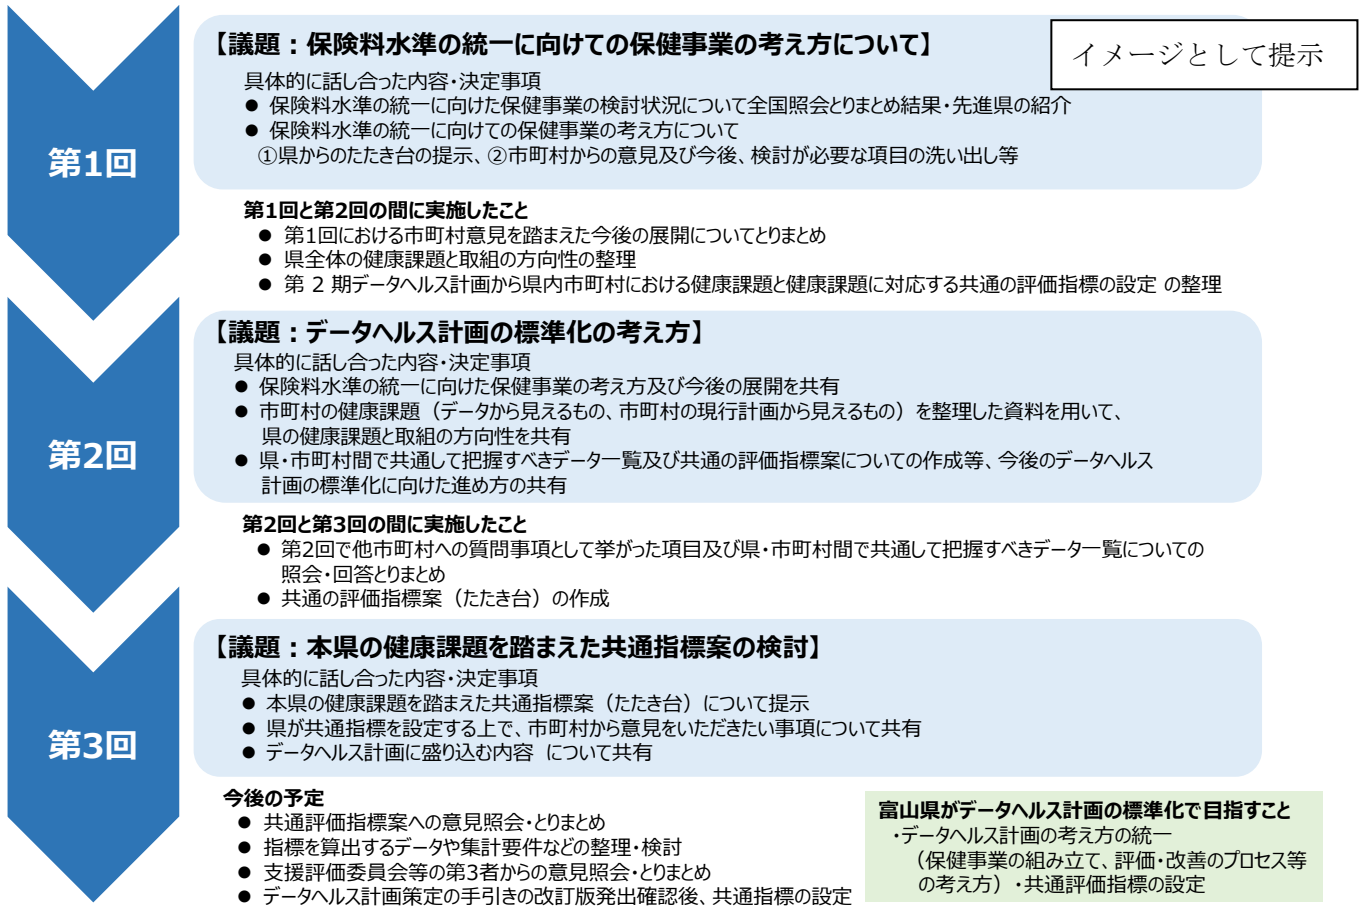 【議題：保険料水準の統一に向けての保健事業の考え方について】
イメージとして提示
具体的に話し合った内容・決定事項
● 保険料水準の統一に向けた保健事業の検討状況について全国照会とりまとめ結果・先進県の紹介
● 保険料水準の統一に向けての保健事業の考え方について
①県からのたたき台の提示、②市町村からの意見及び今後、検討が必要な項目の洗い出し等
第1回
第1回と第2回の間に実施したこと
● 第1回における市町村意見を踏まえた今後の展開についてとりまとめ
● 県全体の健康課題と取組の方向性の整理
● 第 2 期データヘルス計画から県内市町村における健康課題と健康課題に対応する共通の評価指標の設定 の整理
【議題：データヘルス計画の標準化の考え方】
具体的に話し合った内容・決定事項
● 保険料水準の統一に向けた保健事業の考え方及び今後の展開を共有
● 市町村の健康課題（データから見えるもの、市町村の現行計画から見えるもの）を整理した資料を用いて、
県の健康課題と取組の方向性を共有
● 県・市町村間で共通して把握すべきデータ一覧及び共通の評価指標案についての作成等、今後のデータヘルス
計画の標準化に向けた進め方の共有
第2回
第2回と第3回の間に実施したこと
● 第2回で他市町村への質問事項として挙がった項目及び県・市町村間で共通して把握すべきデータ一覧についての
照会・回答とりまとめ
● 共通の評価指標案（たたき台）の作成
【議題：本県の健康課題を踏まえた共通指標案の検討】
具体的に話し合った内容・決定事項
● 本県の健康課題を踏まえた共通指標案（たたき台）について提示
● 県が共通指標を設定する上で、市町村から意見をいただきたい事項について共有
● データヘルス計画に盛り込む内容 について共有
第3回
今後の予定
● 共通評価指標案への意見照会・とりまとめ
● 指標を算出するデータや集計要件などの整理・検討
● 支援評価委員会等の第3者からの意見照会・とりまとめ
● データヘルス計画策定の手引きの改訂版発出確認後、共通指標の設定
富山県がデータヘルス計画の標準化で目指すこと
・データヘルス計画の考え方の統一
（保健事業の組み立て、評価・改善のプロセス等
の考え方）・共通評価指標の設定